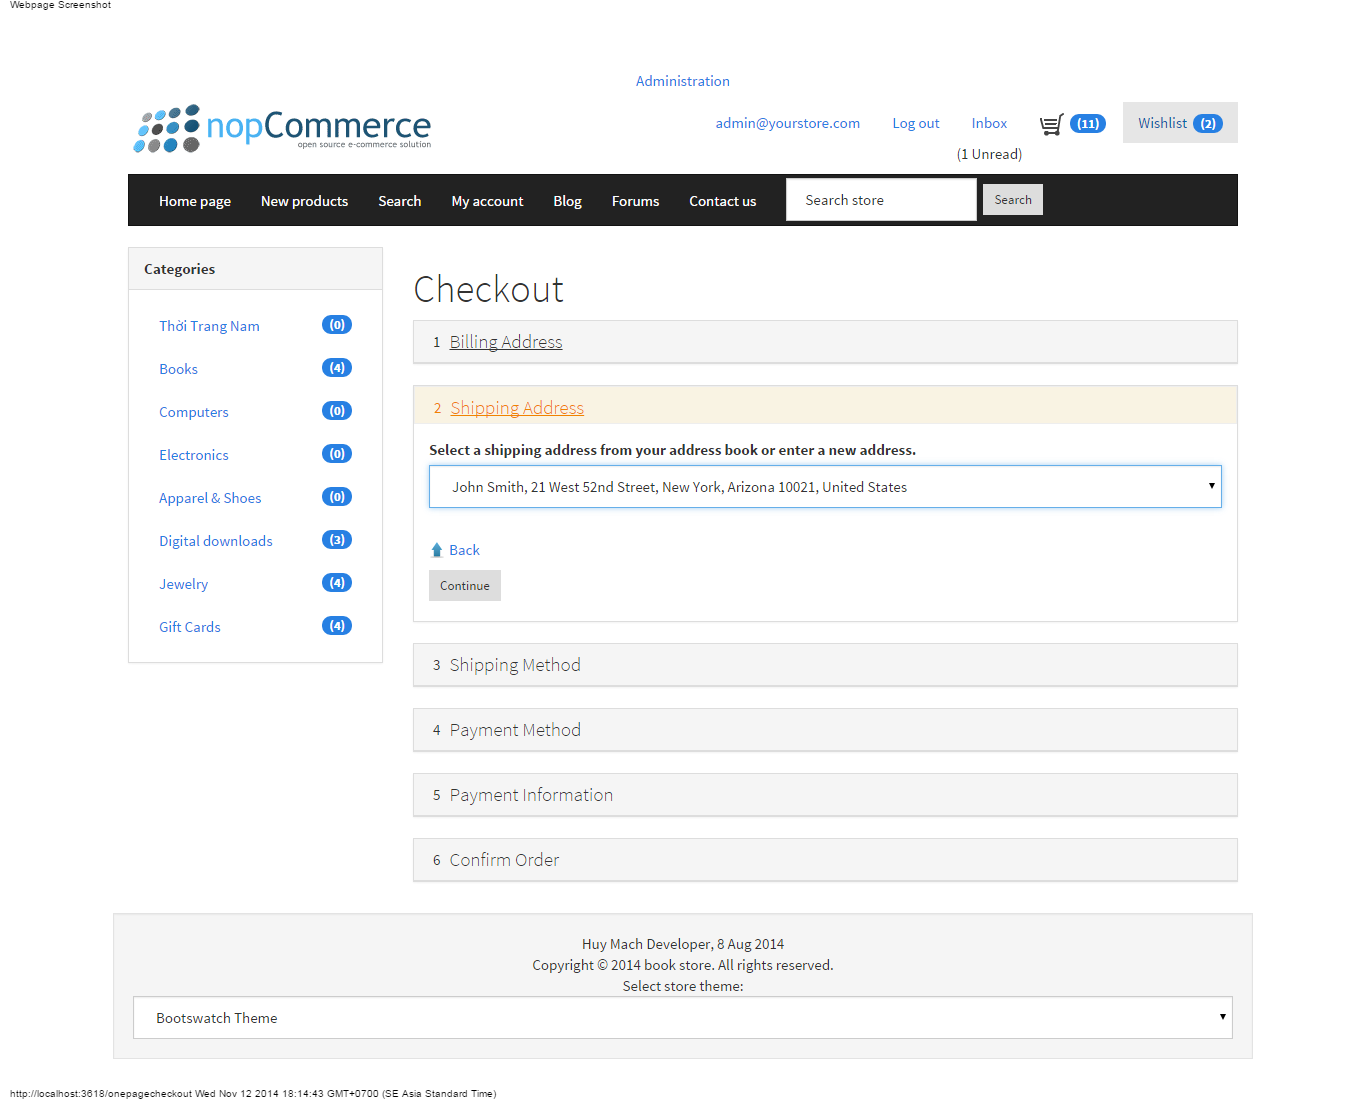 Webpage Screenshot
Administration
nopCommerce
open source e-commerce solution
admin@yourstore.com Log out Inbox (11) Wishlist (2)
(1 Unread)
Home page New products Search My account Blog Forums Contact us Search store Search
Categories
Thời Trang Nam (0)
Books (4)
Computers (0)
Electronics (0)
Apparel & Shoes (0)
Digital downloads (3)
Jewelry (4)
Gift Cards (4)
Checkout
1 Billing Address
2 Shipping Address
Select a shipping address from your address book or enter a new address.
John Smith, 21 West 52nd Street, New York, Arizona 10021, United States
Back
Continue
3 Shipping Method
4 Payment Method
5 Payment Information
6 Confirm Order
Huy Mach Developer, 8 Aug 2014
Copyright © 2014 book store. All rights reserved.
Select store theme:
Bootswatch Theme
http://localhost:3618/onepagecheckout Wed Nov 12 2014 18:14:43 GMT+0700 (SE Asia Standard Time)